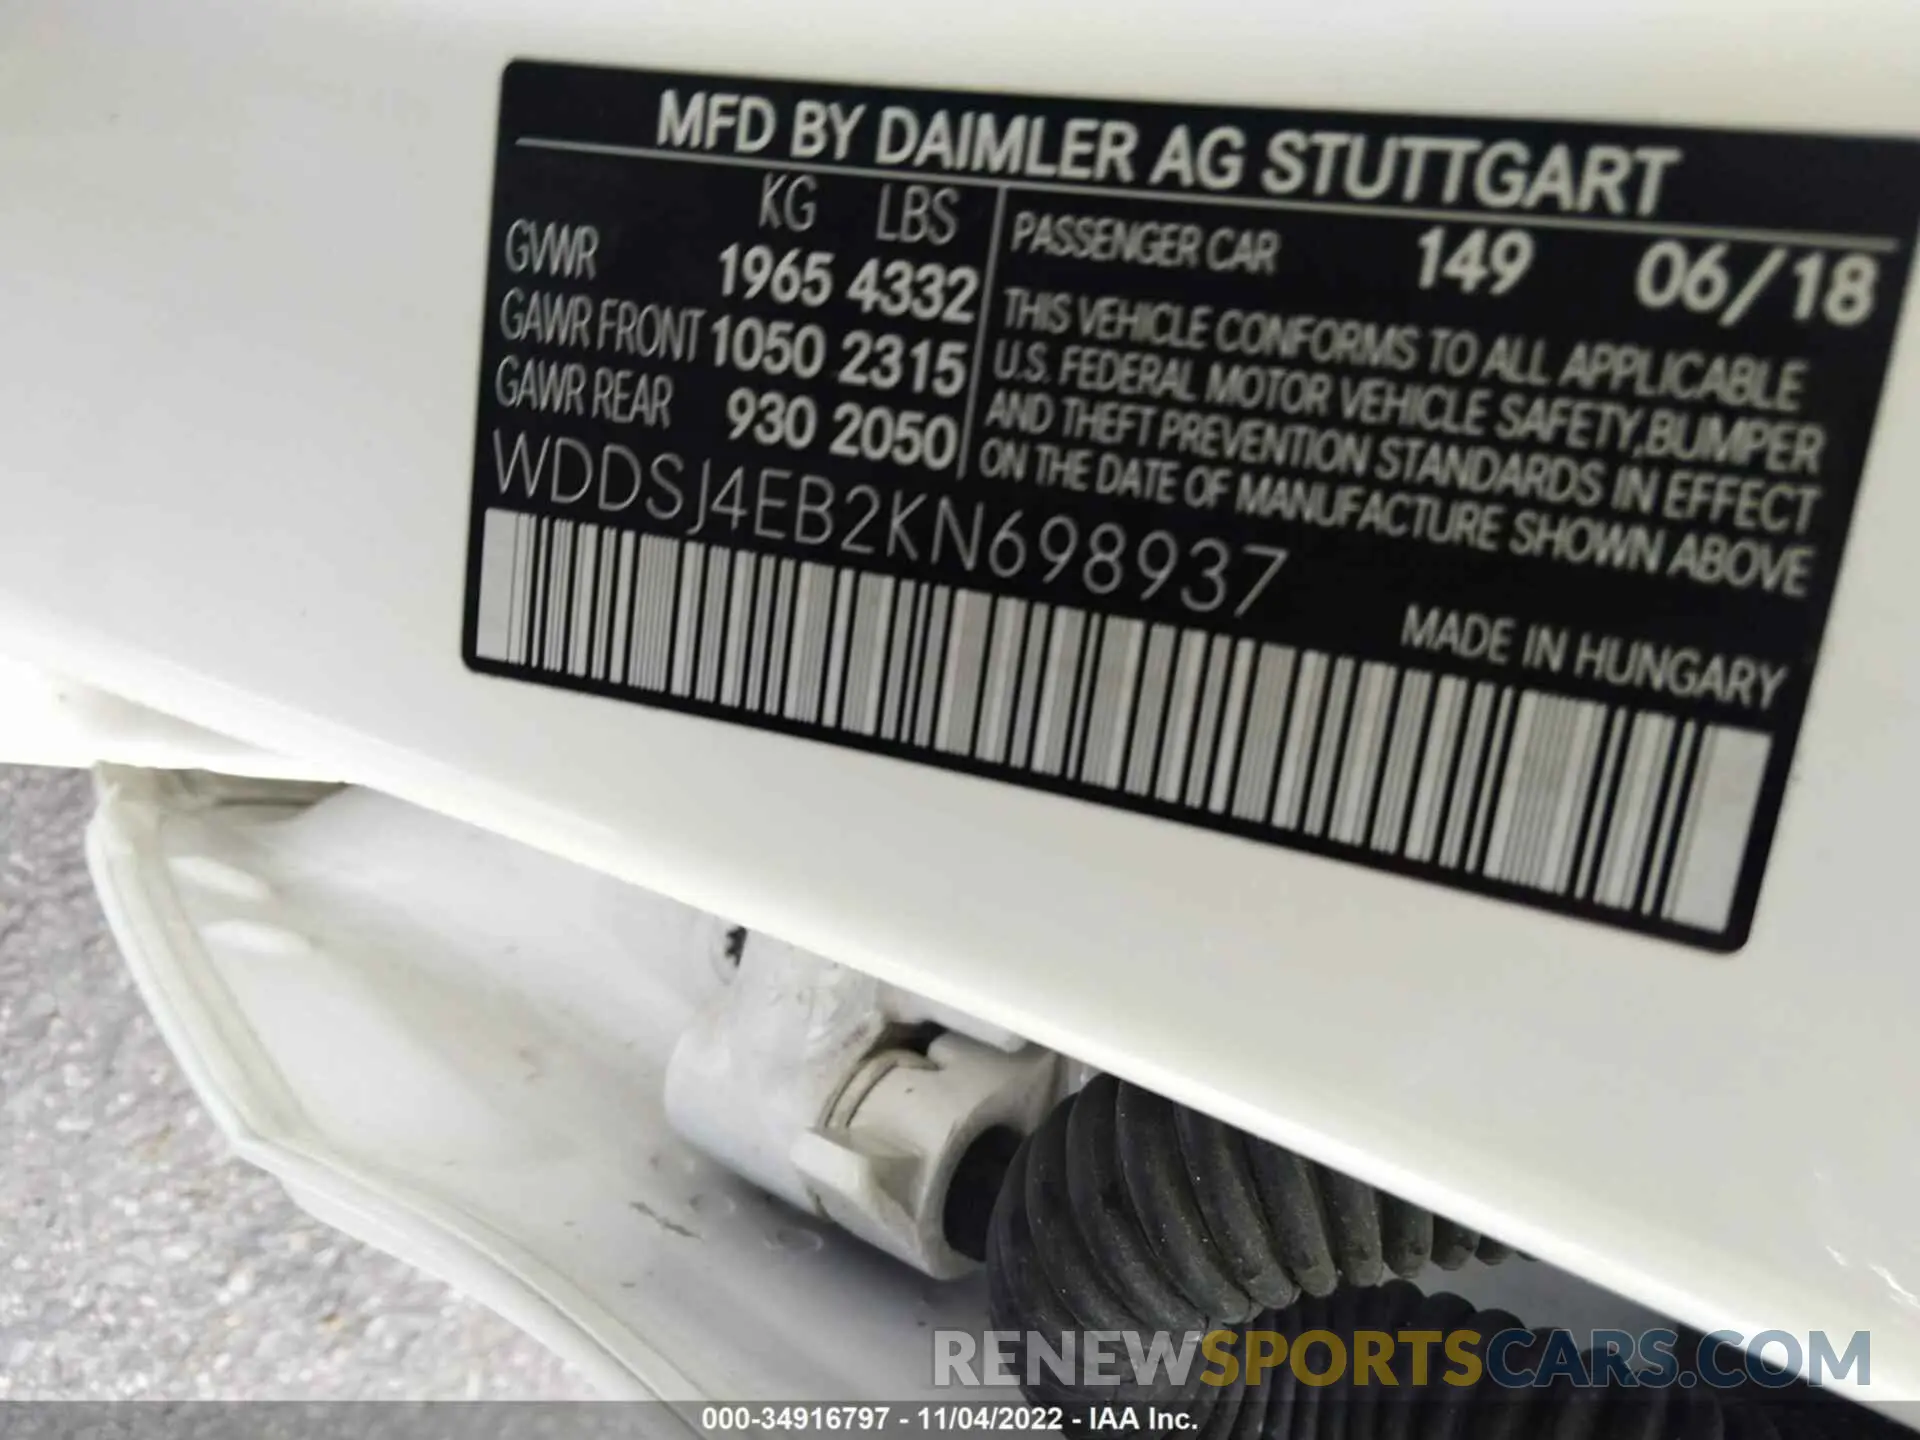 MFD BY DAIMLER AG STUTTGART
KG LBS
GVWR 1965 4332
GAWR FRONT 1050 2315
GAWR REAR 930 2050
PASSENGER CAR 149 06/18
THIS VEHICLE CONFORMS TO ALL APPLICABLE
U.S. FEDERAL MOTOR VEHICLE SAFETY, BUMPER
AND THEFT PREVENTION STANDARDS IN EFFECT
ON THE DATE OF MANUFACTURE SHOWN ABOVE
WDDSJ4EB2KN698937
MADE IN HUNGARY
RENEWSPORTSCARS.COM
000-34916797 - 11/04/2022 - IAA Inc.